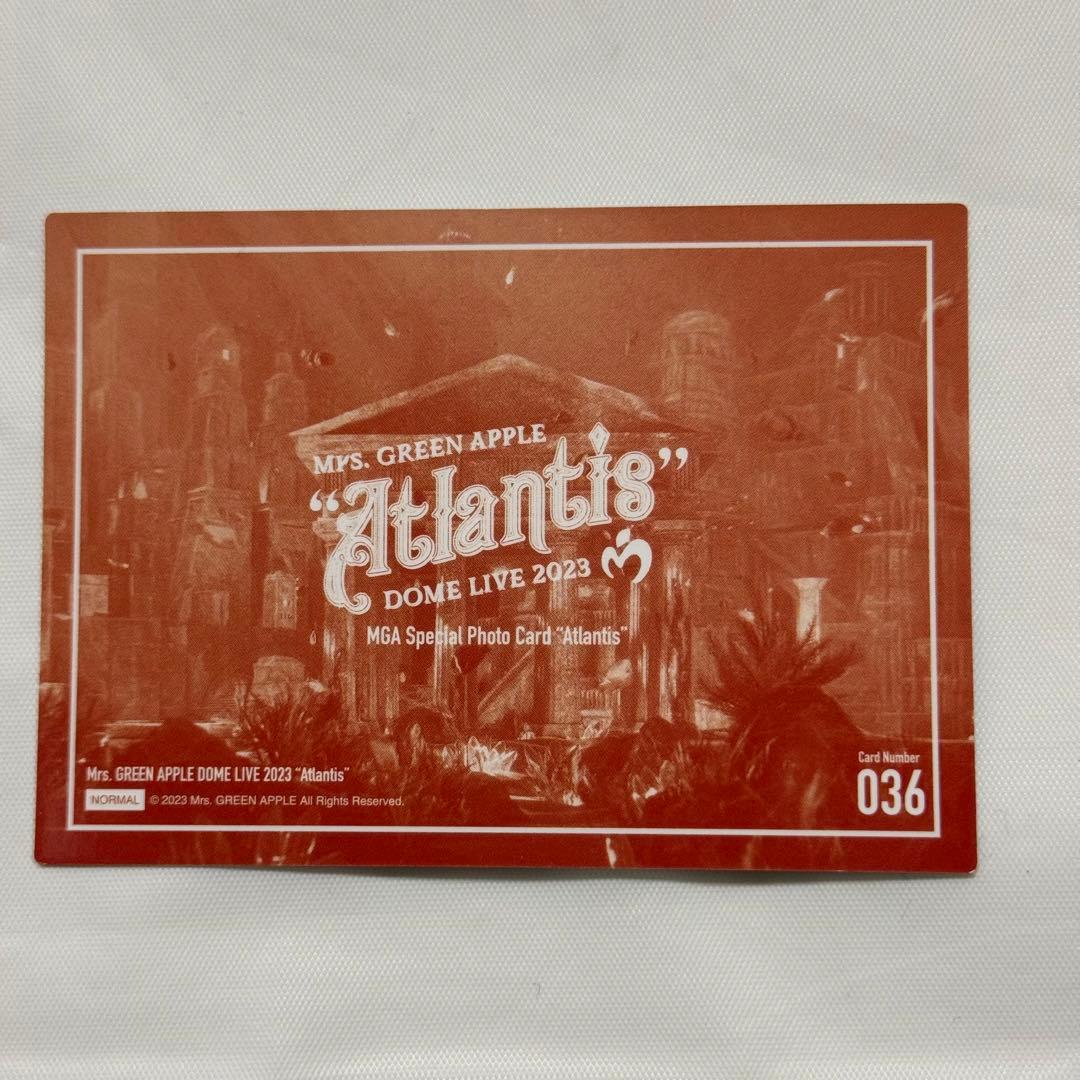 Mrs. GREEN APPLE
“Atlantis”
DOME LIVE 2023
MGA Special Photo Card “Atlantis”
Mrs. GREEN APPLE DOME LIVE 2023 “Atlantis”
NORMAL © 2023 Mrs. GREEN APPLE All Rights Reserved.
Card Number
036